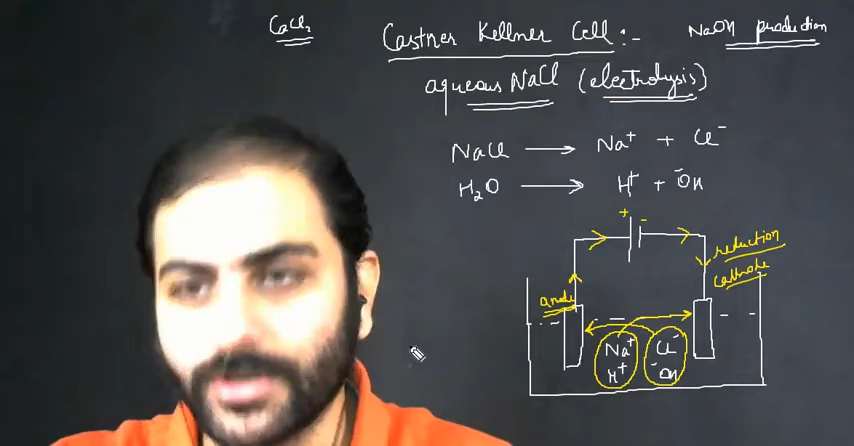 CaCl2
Castner Kellner Cell :-
NaOH production
aqueous NaCl (electrolysis)
NaCl → Na+ + Cl-
H2O → H+ + -OH
+ -
reduction
cathode
anode
Na+ Cl-
H+ -OH